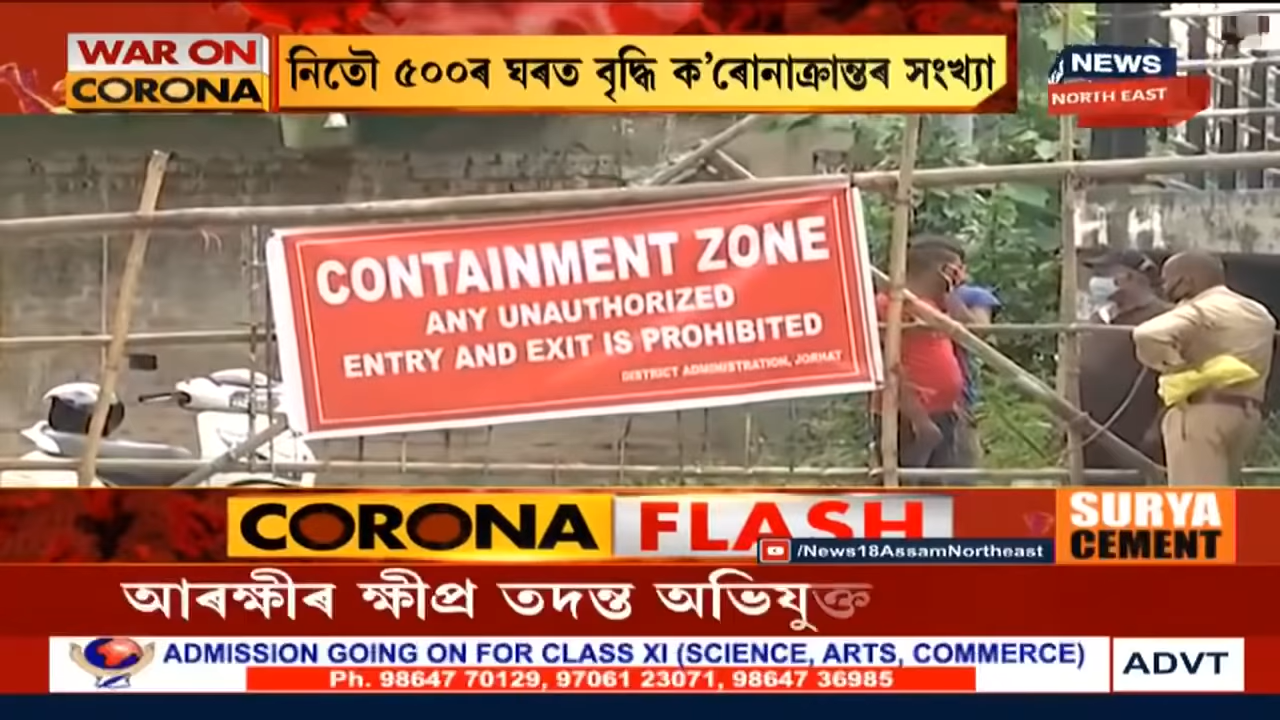 WAR ON
CORONA
নিতৌ ৫০০ৰ ঘৰত বৃদ্ধি ক'ৰোনাক্ৰান্তৰ সংখ্যা
NEWS
NORTH EAST
CONTAINMENT ZONE
ANY UNAUTHORIZED
ENTRY AND EXIT IS PROHIBITED
DISTRICT ADMINISTRATION, JORHAT
CORONA FLASH
/News18AssamNortheast
SURYA
CEMENT
আৰক্ষীৰ ক্ষীপ্ৰ তদন্ত অভিযুক্ত
ADMISSION GOING ON FOR CLASS XI (SCIENCE, ARTS, COMMERCE)
Ph. 98647 70129, 97061 23071, 98647 36985
ADVT